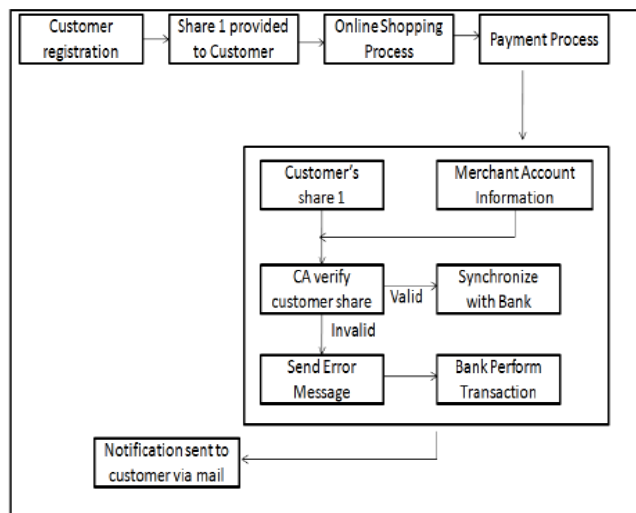 Customer
registration
Share 1 provided
to Customer
Online Shopping
Process
Payment Process
Customer's
share 1
Merchant Account
Information
CA verify
customer share
Valid
Synchronize
with Bank
Invalid
Send Error
Message
Bank Perform
Transaction
Notification sent to
customer via mail